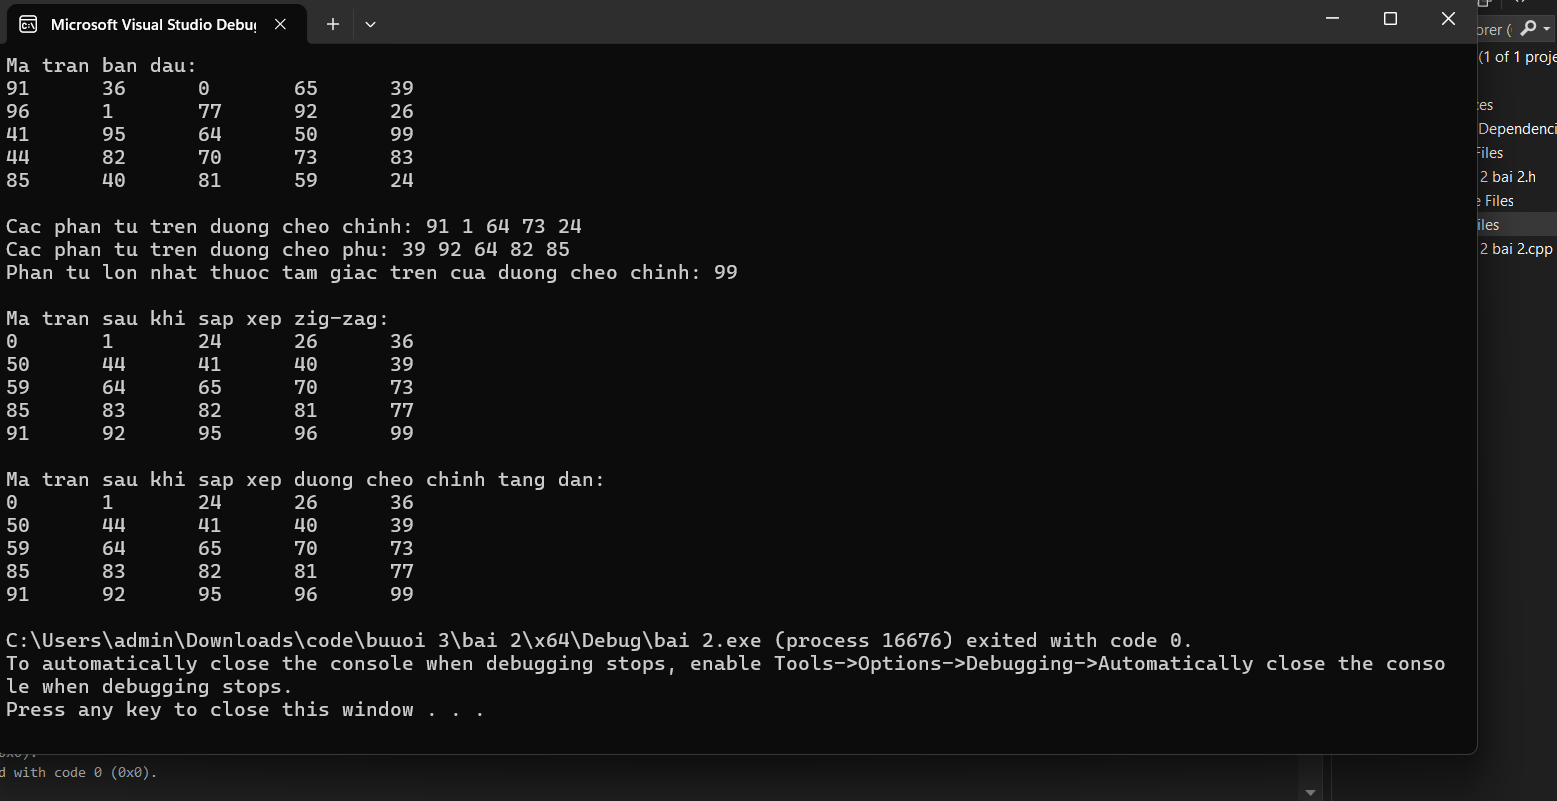 Microsoft Visual Studio Debug
Ma tran ban dau:
91 36 0 65 39
96 1 77 92 26
41 95 64 50 99
44 82 70 73 83
85 40 81 59 24
Cac phan tu tren duong cheo chinh: 91 1 64 73 24
Cac phan tu tren duong cheo phu: 39 92 64 82 85
Phan tu lon nhat thuoc tam giac tren cua duong cheo chinh: 99
Ma tran sau khi sap xep zig-zag:
0 1 24 26 36
50 44 41 40 39
59 64 65 70 73
85 83 82 81 77
91 92 95 96 99
Ma tran sau khi sap xep duong cheo chinh tang dan:
0 1 24 26 36
50 44 41 40 39
59 64 65 70 73
85 83 82 81 77
91 92 95 96 99
C:\Users\admin\Downloads\code\buuoi 3\bai 2\x64\Debug\bai 2.exe (process 16676) exited with code 0.
To automatically close the console when debugging stops, enable Tools->Options->Debugging->Automatically close the conso
le when debugging stops.
Press any key to close this window . . .
d with code 0 (0x0).
orer (
(1 of 1 proje
ces
Dependenci
Files
2 bai 2.h
e Files
iles
2 bai 2.cpp